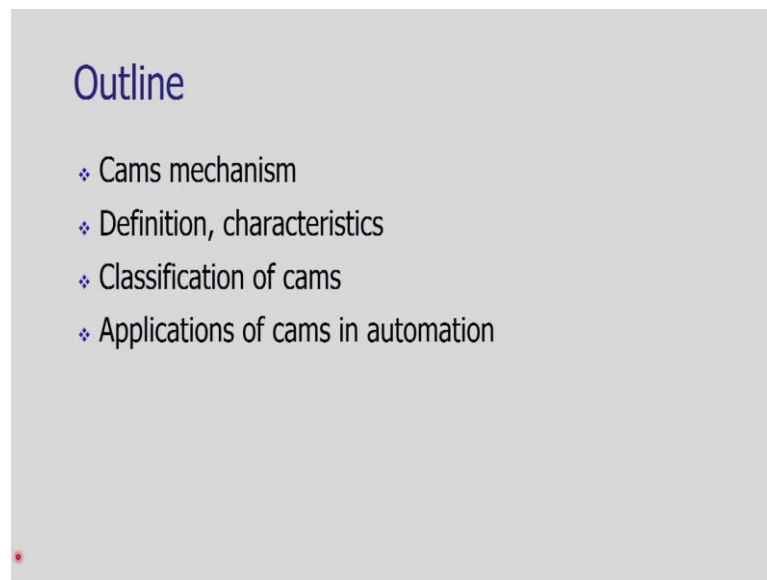 Outline
Cams mechanism
Definition, characteristics
Classification of cams
Applications of cams in automation